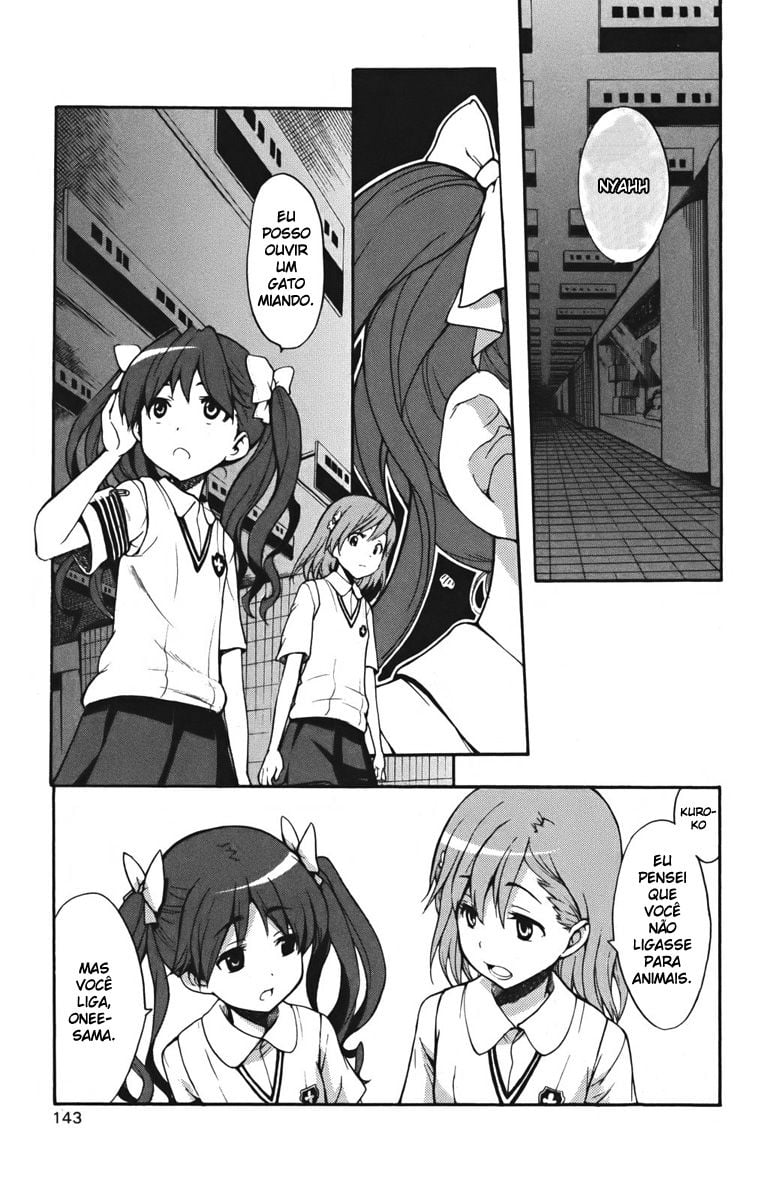 NYAHH
EU
POSSO
OUVIR
UM
GATO
MIANDO.
KURO-
KO
EU
PENSEI
QUE
VOCÊ
NÃO
LIGASSE
PARA
ANIMAIS.
MAS
VOCÊ
LIGA,
ONEE-
SAMA.
143